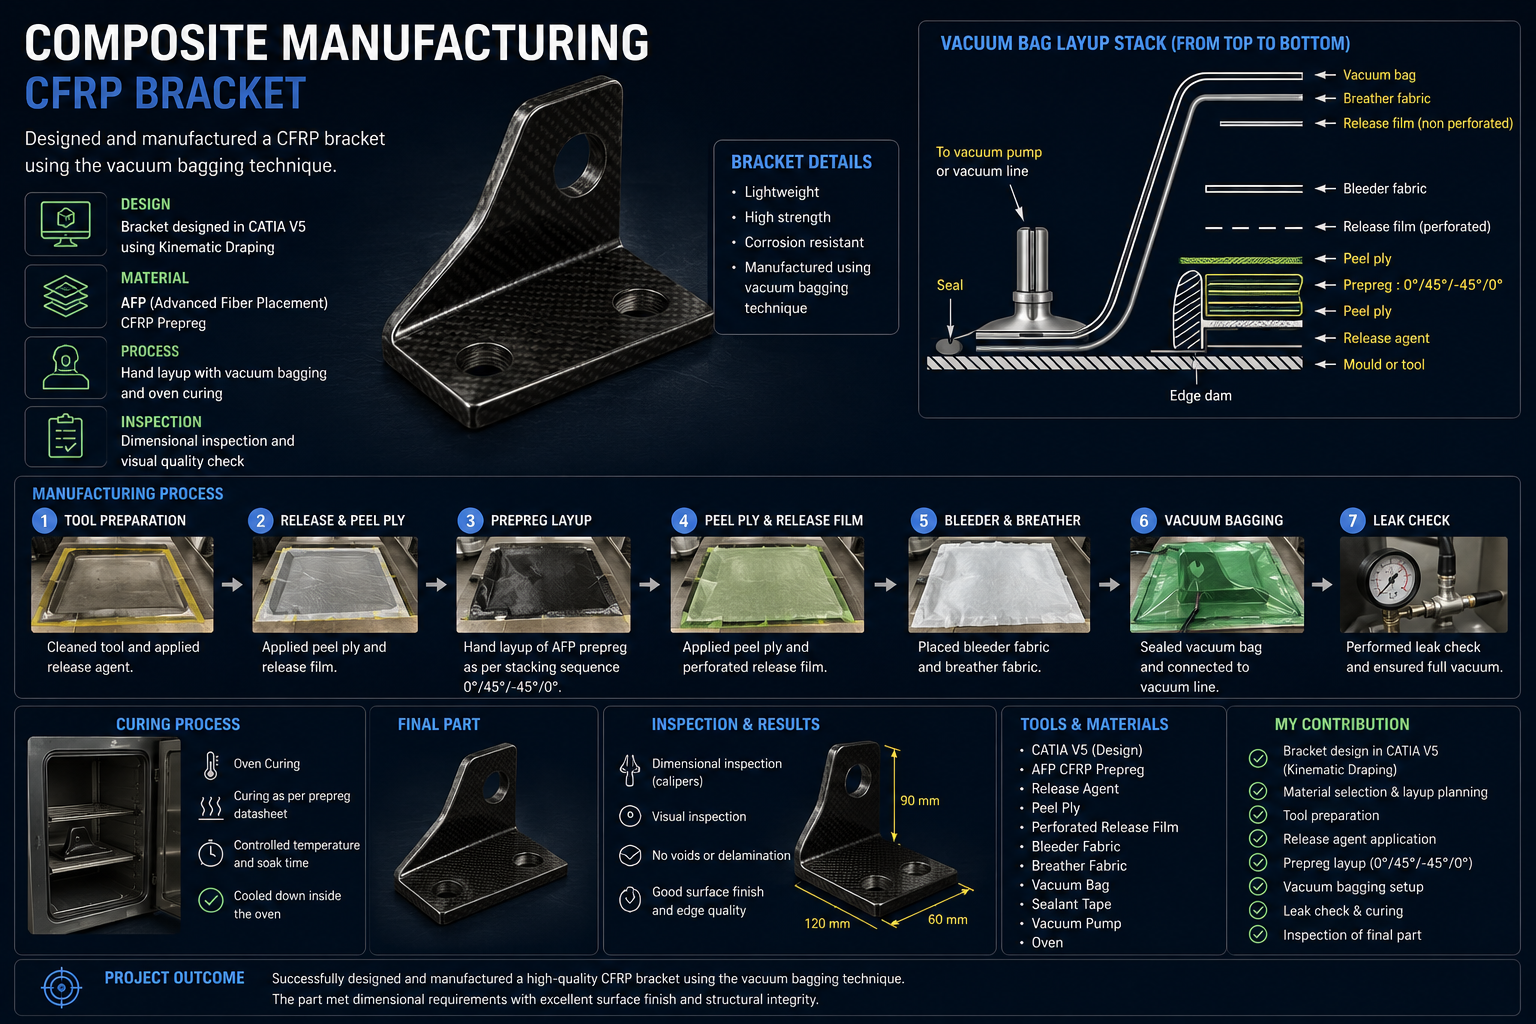 COMPOSITE MANUFACTURING
CFRP BRACKET
Designed and manufactured a CFRP bracket
using the vacuum bagging technique.
DESIGN
Bracket designed in CATIA V5
using Kinematic Draping
MATERIAL
AFP (Advanced Fiber Placement)
CFRP Prepreg
PROCESS
Hand layup with vacuum bagging
and oven curing
INSPECTION
Dimensional inspection and
visual quality check
BRACKET DETAILS
• Lightweight
• High strength
• Corrosion resistant
• Manufactured using
vacuum bagging
technique
VACUUM BAG LAYUP STACK (FROM TOP TO BOTTOM)
Vacuum bag
Breather fabric
Release film (non perforated)
To vacuum pump
or vacuum line
Bleeder fabric
Release film (perforated)
Peel ply
Seal
Prepreg : 0°/45°/-45°/0°
Peel ply
Release agent
Mould or tool
Edge dam
MANUFACTURING PROCESS
1 TOOL PREPARATION
Cleaned tool and applied
release agent.
2 RELEASE & PEEL PLY
Applied peel ply and
release film.
3 PREPREG LAYUP
Hand layup of AFP prepreg
as per stacking sequence
0°/45°/-45°/0°.
4 PEEL PLY & RELEASE FILM
Applied peel ply and
perforated release film.
5 BLEEDER & BREATHER
Placed bleeder fabric
and breather fabric.
6 VACUUM BAGGING
Sealed vacuum bag
and connected to
vacuum line.
7 LEAK CHECK
Performed leak check
and ensured full vacuum.
CURING PROCESS
Oven Curing
Curing as per prepreg
datasheet
Controlled temperature
and soak time
Cooled down inside
the oven
FINAL PART
INSPECTION & RESULTS
Dimensional inspection
(calipers)
Visual inspection
No voids or delamination
Good surface finish
and edge quality
90 mm
120 mm
60 mm
TOOLS & MATERIALS
• CATIA V5 (Design)
• AFP CFRP Prepreg
• Release Agent
• Peel Ply
• Perforated Release Film
• Bleeder Fabric
• Breather Fabric
• Vacuum Bag
• Sealant Tape
• Vacuum Pump
• Oven
MY CONTRIBUTION
Bracket design in CATIA V5
(Kinematic Draping)
Material selection & layup planning
Tool preparation
Release agent application
Prepreg layup (0°/45°/-45°/0°)
Vacuum bagging setup
Leak check & curing
Inspection of final part
PROJECT OUTCOME
Successfully designed and manufactured a high-quality CFRP bracket using the vacuum bagging technique.
The part met dimensional requirements with excellent surface finish and structural integrity.